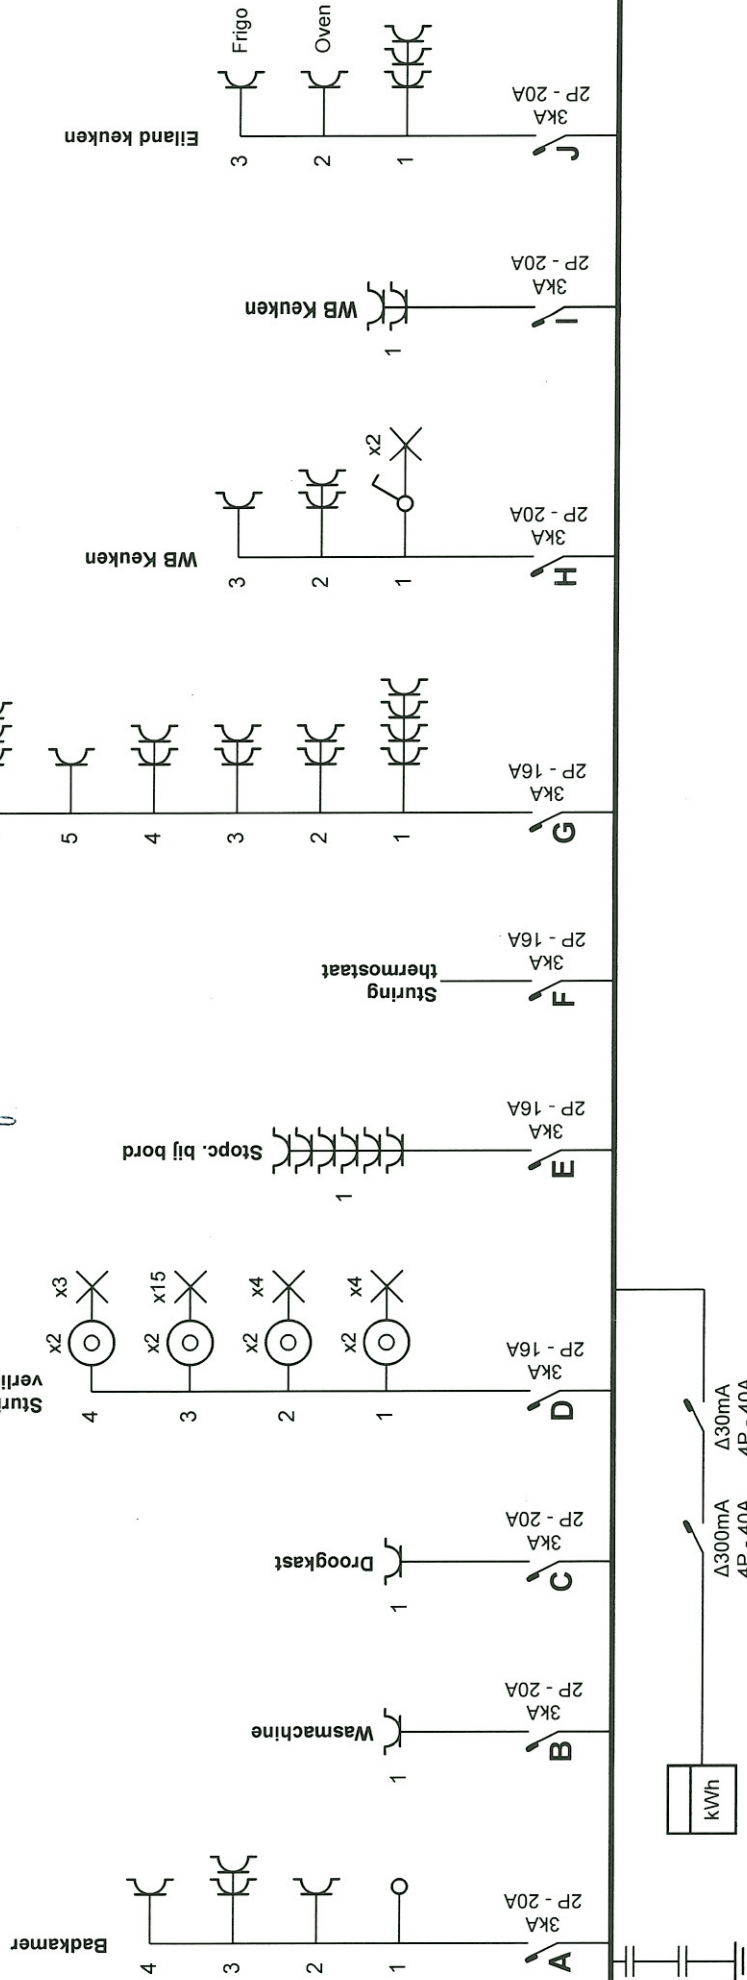 Badkamer
4
3
2
1
A
3kA
2P - 20A
Wasmachine
1
B
3kA
2P - 20A
Droogkast
1
C
3kA
2P - 20A
x2
x3
4
x2
x15
3
x2
x4
2
x2
x4
1
D
3kA
2P - 16A
Stopc. bij bord
1
E
3kA
2P - 16A
Sturing
thermostaat
F
3kA
2P - 16A
5
4
3
2
1
G
3kA
2P - 16A
WB Keuken
3
2
x2
1
H
3kA
2P - 20A
WB Keuken
1
I
3kA
2P - 20A
Eiland keuken
3
Frigo
2
Oven
1
J
3kA
2P - 20A
kWh
Δ300mA
4P - 40A
Δ30mA
4P - 40A